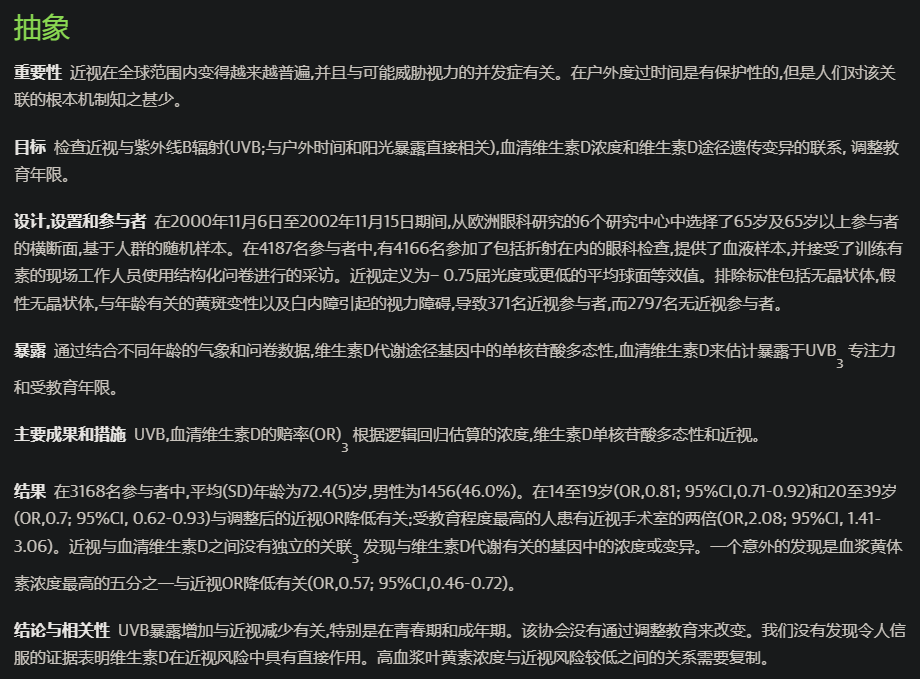 抽象
重要性 近视在全球范围内变得越来越普遍,并且与可能威胁视力的并发症有关。在户外度过时间是有保护性的,但是人们对该关
联的根本机制知之甚少。
目标 检查近视与紫外线B辐射(UVB;与户外时间和阳光暴露直接相关),血清维生素D浓度和维生素D途径遗传变异的联系, 调整教
育年限。
设计,设置和参与者 在2000年11月6日至2002年11月15日期间,从欧洲眼科研究的6个研究中心中选择了65岁及65岁以上参与者
的横断面,基于人群的随机样本。在4187名参与者中,有4166名参加了包括折射在内的眼科检查,提供了血液样本,并接受了训练有
素的现场工作人员使用结构化问卷进行的采访。近视定义为− 0.75屈光度或更低的平均球面等效值。排除标准包括无晶状体,假
性无晶状体,与年龄有关的黄斑变性以及白内障引起的视力障碍,导致371名近视参与者,而2797名无近视参与者。
暴露 通过结合不同年龄的气象和问卷数据,维生素D代谢途径基因中的单核苷酸多态性,血清维生素D来估计暴露于UVB3 专注力
和受教育年限。
主要成果和措施 UVB,血清维生素D的赔率(OR)3 根据逻辑回归估算的浓度,维生素D单核苷酸多态性和近视。
结果 在3168名参与者中,平均(SD)年龄为72.4(5)岁,男性为1456(46.0%)。在14至19岁(OR,0.81; 95%CI,0.71-0.92)和20至39岁
(OR,0.7; 95%CI, 0.62-0.93)与调整后的近视OR降低有关;受教育程度最高的人患有近视手术室的两倍(OR,2.08; 95%CI, 1.41-
3.06)。近视与血清维生素D之间没有独立的关联3 发现与维生素D代谢有关的基因中的浓度或变异。一个意外的发现是血浆黄体
素浓度最高的五分之一与近视OR降低有关(OR,0.57; 95%CI,0.46-0.72)。
结论与相关性 UVB暴露增加与近视减少有关,特别是在青春期和成年期。该协会没有通过调整教育来改变。我们没有发现令人信
服的证据表明维生素D在近视风险中具有直接作用。高血浆叶黄素浓度与近视风险较低之间的关系需要复制。